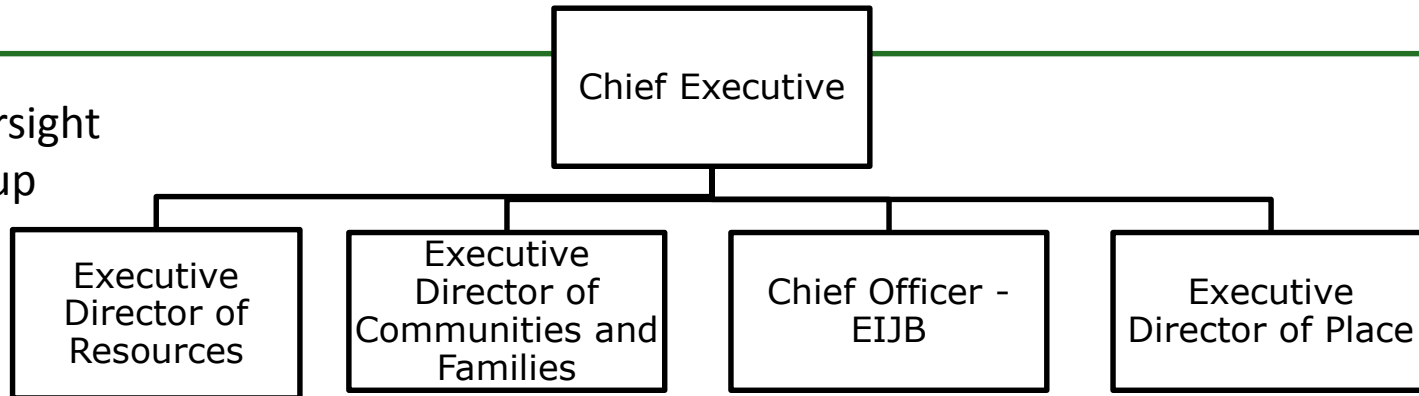 Chief Executive
up
Executive
Director of
Resources
Executive
Director of
Communities and
Families
Chief Officer -
EIJB
Executive
Director of Place